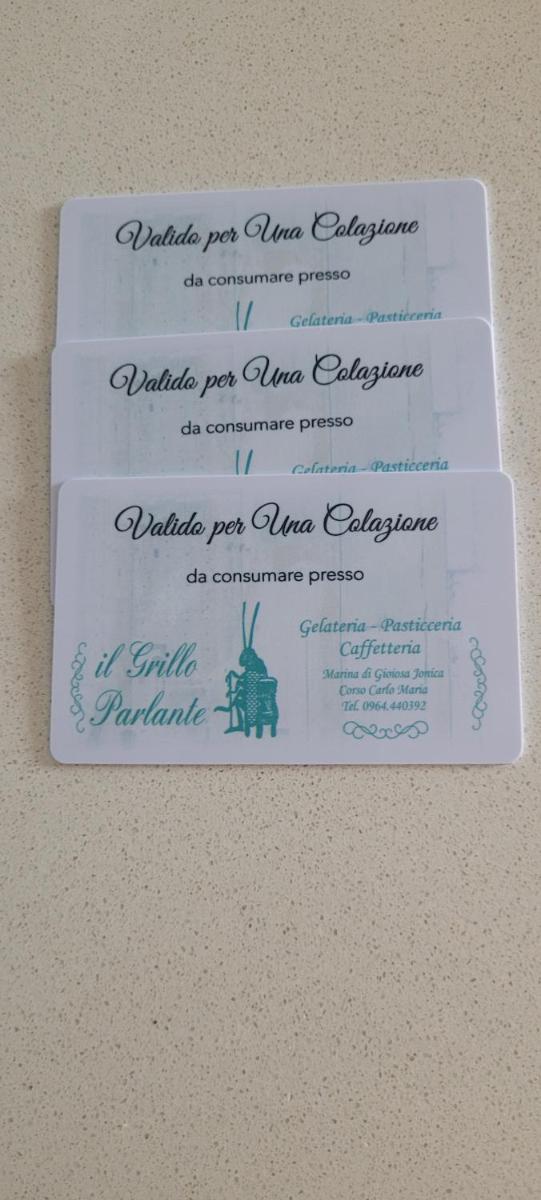 Valido per Una Colazione
da consumare presso
Gelateria - Pasticceria
Valido per Una Colazione
da consumare presso
Gelateria - Pasticceria
Valido per Una Colazione
da consumare presso
il Grillo
Parlante
Gelateria - Pasticceria
Caffetteria
Marina di Gioiosa Jonica
Corso Carlo Maria
Tel. 0964.440392